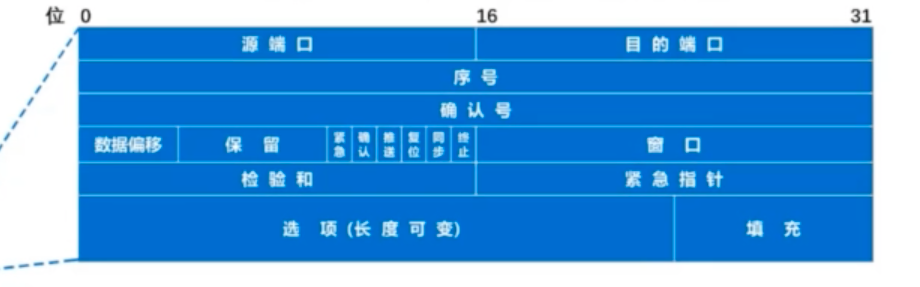 位 0 16 31
源端口 目的端口
序号
确认号
数据偏移 保留 紧急 确认 推送 复位 同步 终止 窗口
检验和 紧急指针
选项(长度可变) 填充